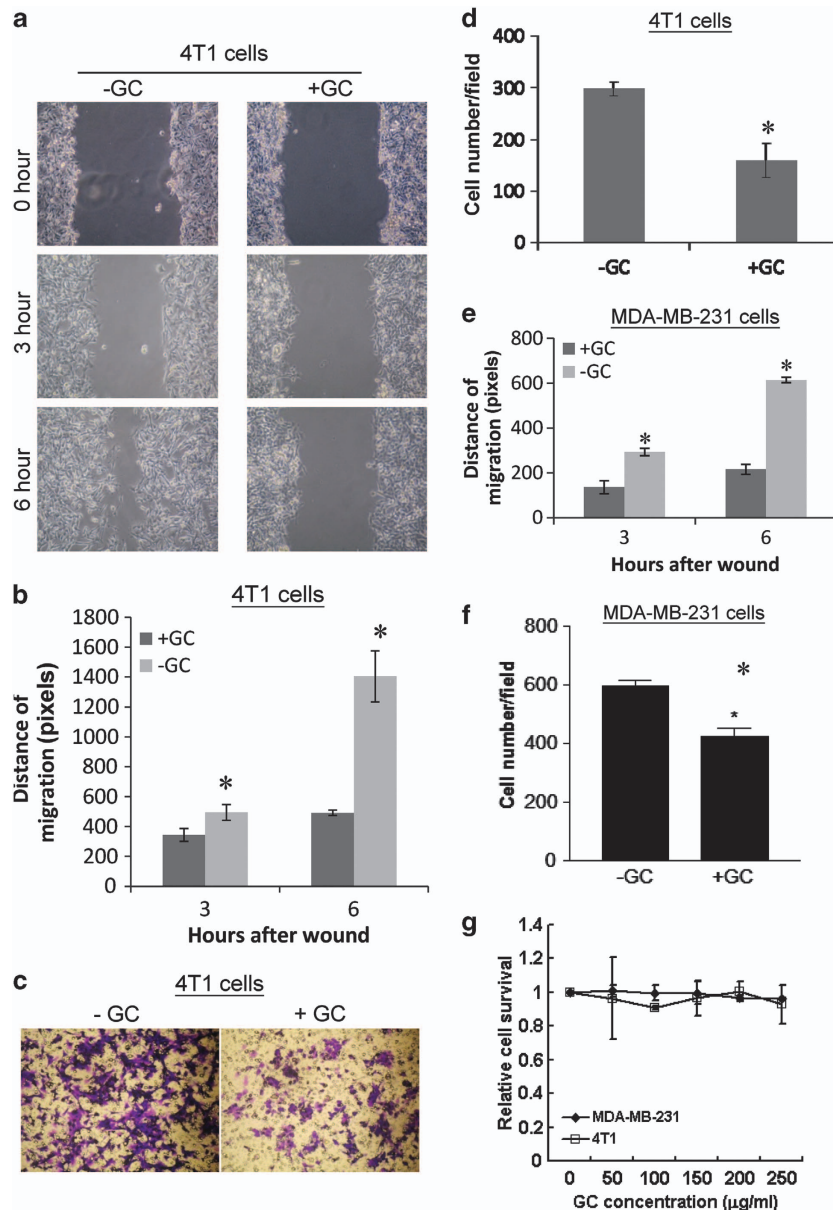 a
4T1 cells
-GC +GC
0 hour
3 hour
6 hour
b
4T1 cells
+GC
-GC
Distance of
migration (pixels)
1800
1600
1400
1200
1000
800
600
400
200
0
*
*
3 6
Hours after wound
c
4T1 cells
- GC + GC
d
4T1 cells
Cell number/field
400
300
200
100
0
*
-GC +GC
e
MDA-MB-231 cells
+GC
-GC
Distance of
migration (pixels)
800
600
400
200
0
*
*
3 6
Hours after wound
f
MDA-MB-231 cells
Cell number/field
800
600
400
200
0
*
*
-GC +GC
g
Relative cell survival
1.4
1.2
1
0.8
0.6
0.4
0.2
0
MDA-MB-231
4T1
0 50 100 150 200 250
GC concentration (μg/ml)